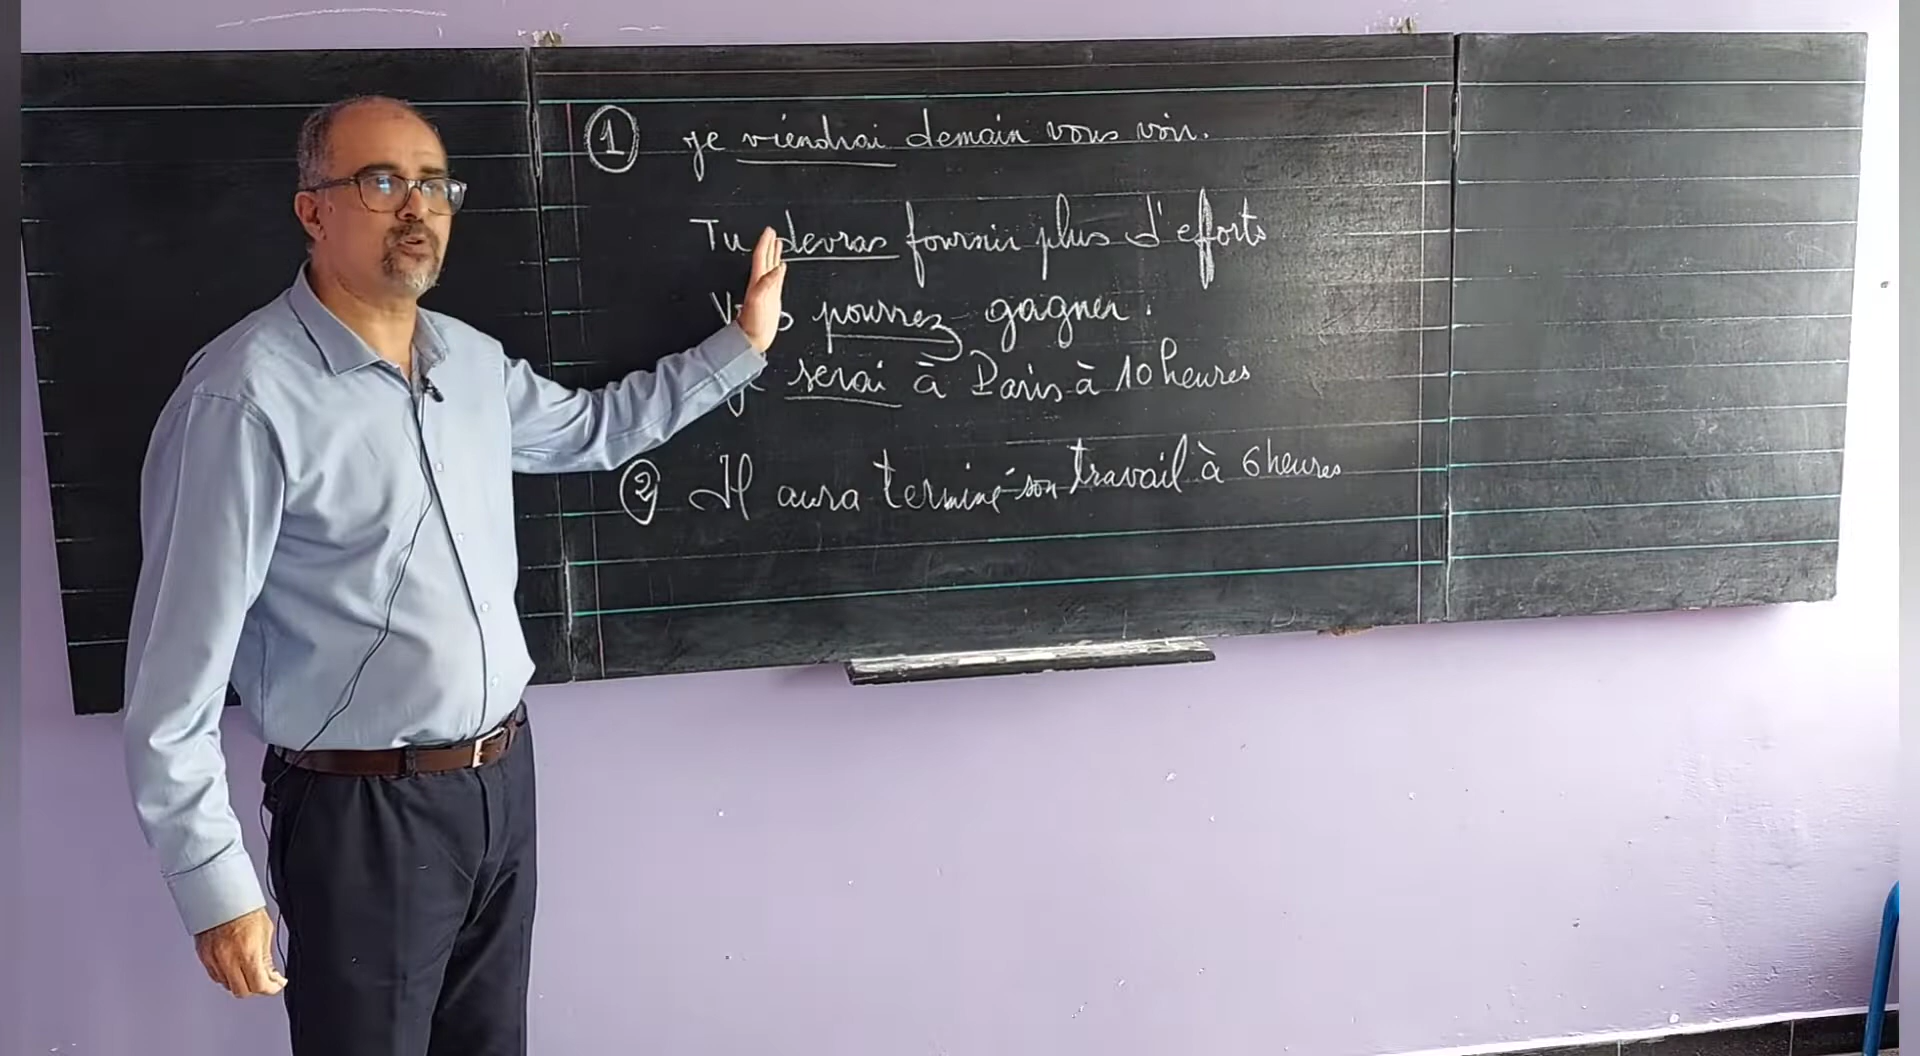 ① je viendrai demain vous voir.
Tu devras fournir plus d'efforts
pourrez gagner.
serai à Paris à 10 heures
② Il aura terminé son travail à 6 heures